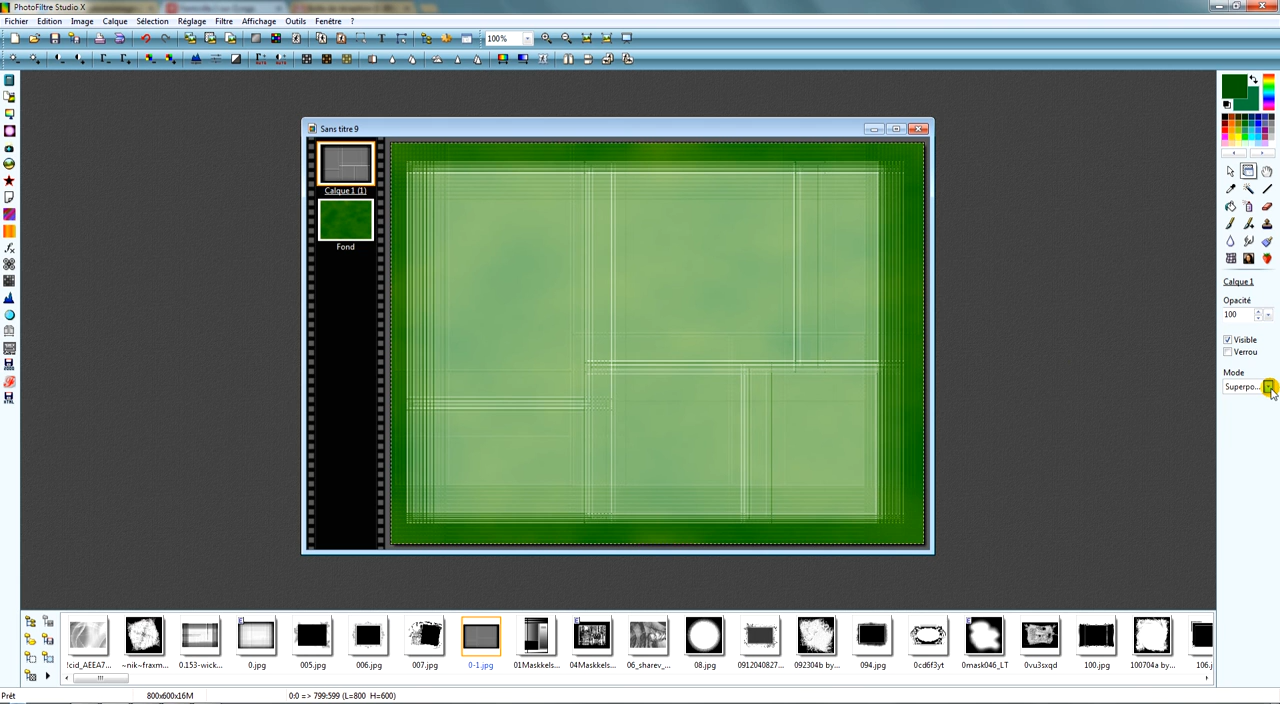 PhotoFiltre Studio X
Fichier Edition Image Calque Sélection Réglage Filtre Affichage Outils Fenêtre ?
100%
Sans titre 9
Calque 1 (1)
Fond
Calque 1
Opacité
100
Visible
Verrou
Mode
Superpo...
!cid_AEEA7... ~nik~fraxm... 0.153-wick... 0.jpg 005.jpg 006.jpg 007.jpg 0-1.jpg 01Maskkels... 04Maskkels... 06_sharev_... 08.jpg 0912040827... 092304b by... 094.jpg 0cd6f3yt 0mask046_LT 0vu3sxqd 100.jpg 100704a by... 106.j
Prêt 800x600x16M 0:0 => 799:599 (L=800 H=600)